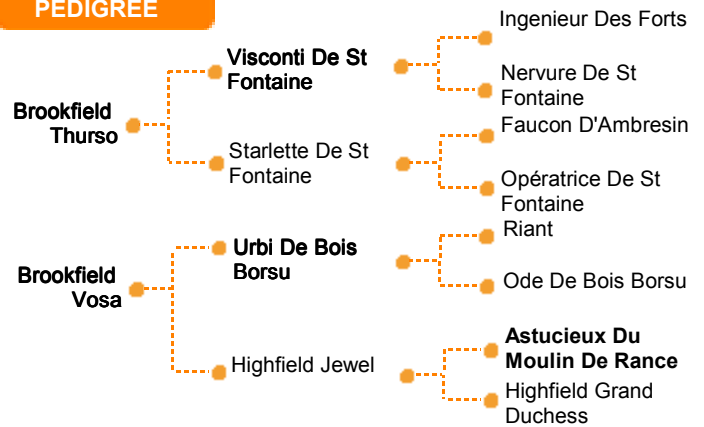 PEDIGREE
Brookfield
Thurso
Visconti De St
Fontaine
Starlette De St
Fontaine
Ingenieur Des Forts
Nervure De St
Fontaine
Faucon D'Ambresin
Opératrice De St
Fontaine
Brookfield
Vosa
Urbi De Bois
Borsu
Highfield Jewel
Riant
Ode De Bois Borsu
Astucieux Du
Moulin De Rance
Highfield Grand
Duchess